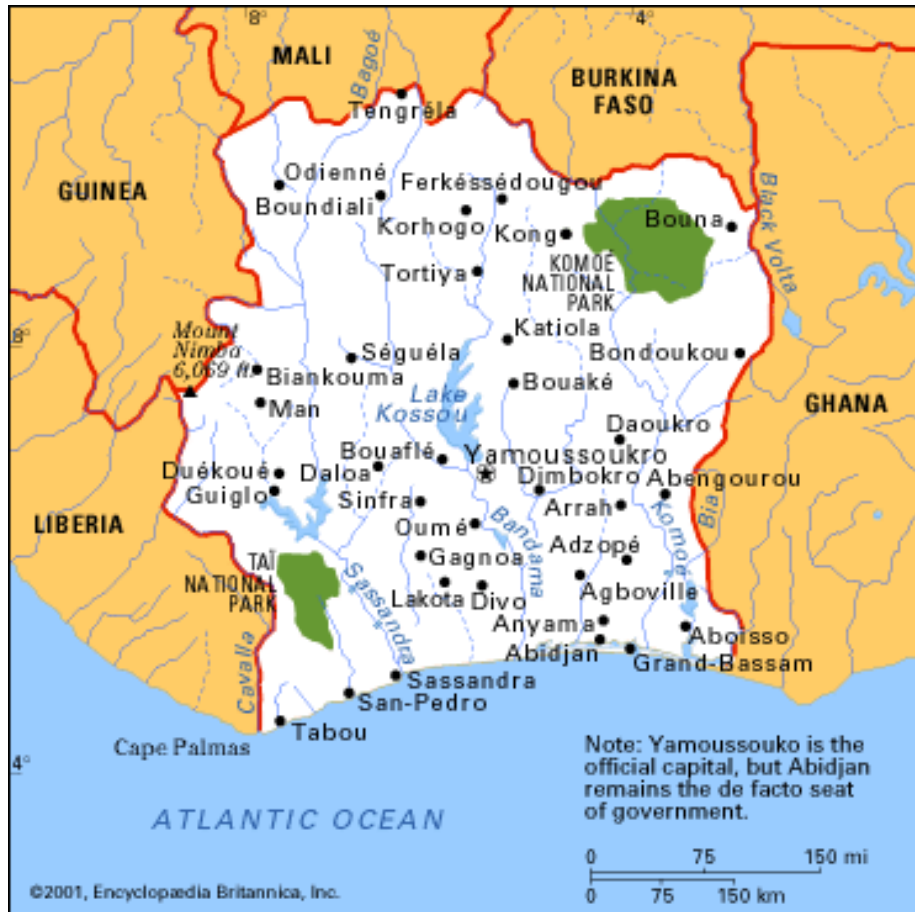 8°
4°
MALI
Bagoé
BURKINA
FASO
Tengréla
GUINEA
Odienné
Ferkéssédougou
Boundiali
Korhogo
Kong
Bouna
Black Volta
KOMOÉ
NATIONAL
PARK
Tortiya
8°
Mount
Nimba
6,069 ft.
Katiola
Séguéla
Bondoukou
Biankouma
Bouaké
Lake
Kossou
Man
GHANA
Daoukro
Bouaflé
Yamoussoukro
Duékoué
Daloa
Dimbokro
Abengourou
Guiglo
Sinfra
Arrah
LIBERIA
Oumé
Bandama
Komoe
Bia
Adzopé
TAÏ
NATIONAL
PARK
Gagnoa
Sassandra
Lakota
Divo
Agboville
Anyama
Aboisso
Abidjan
Grand-Bassam
Cavalla
Sassandra
San-Pedro
Tabou
Cape Palmas
4°
Note: Yamoussouko is the
official capital, but Abidjan
remains the de facto seat
of government.
ATLANTIC OCEAN
0 75 150 mi
0 75 150 km
©2001, Encyclopædia Britannica, Inc.